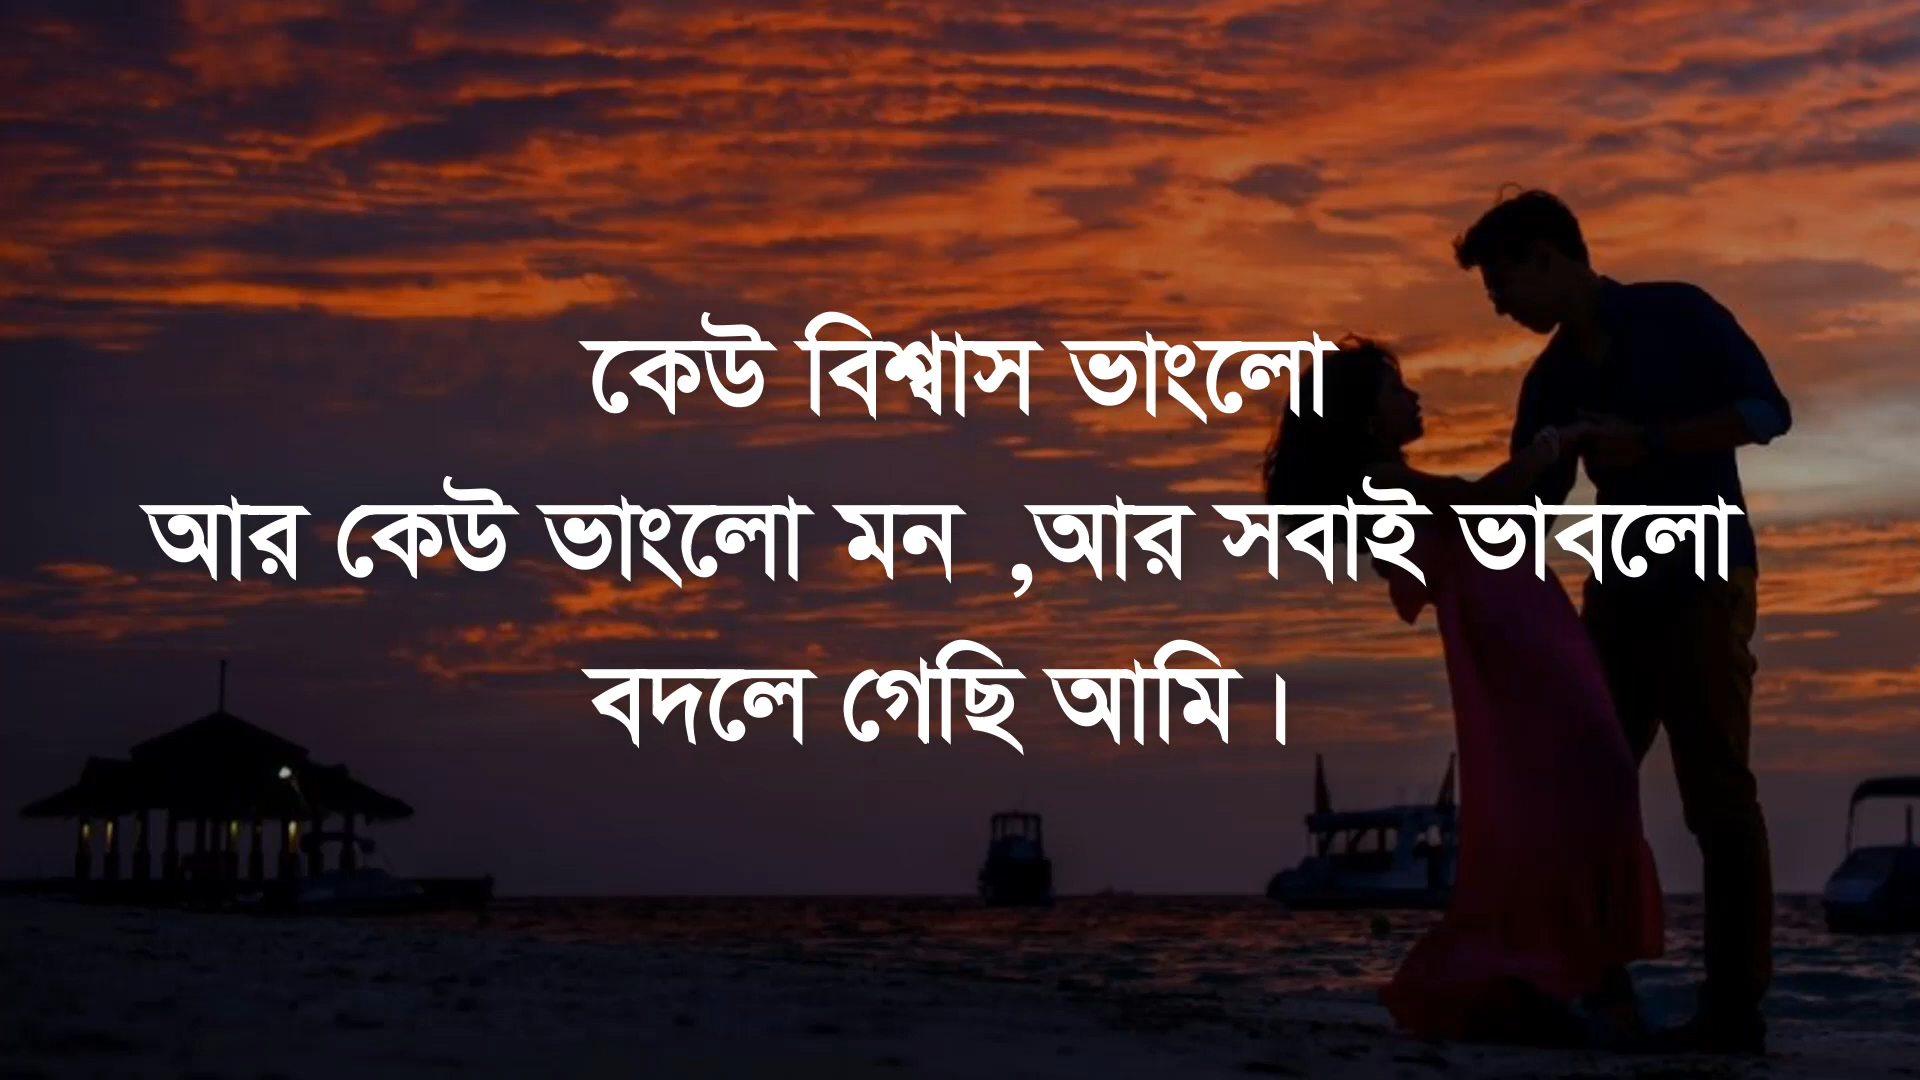 কেউ বিশ্বাস ভাংলো
আর কেউ ভাংলো মন ,আর সবাই ভাবলো
বদলে গেছি আমি।